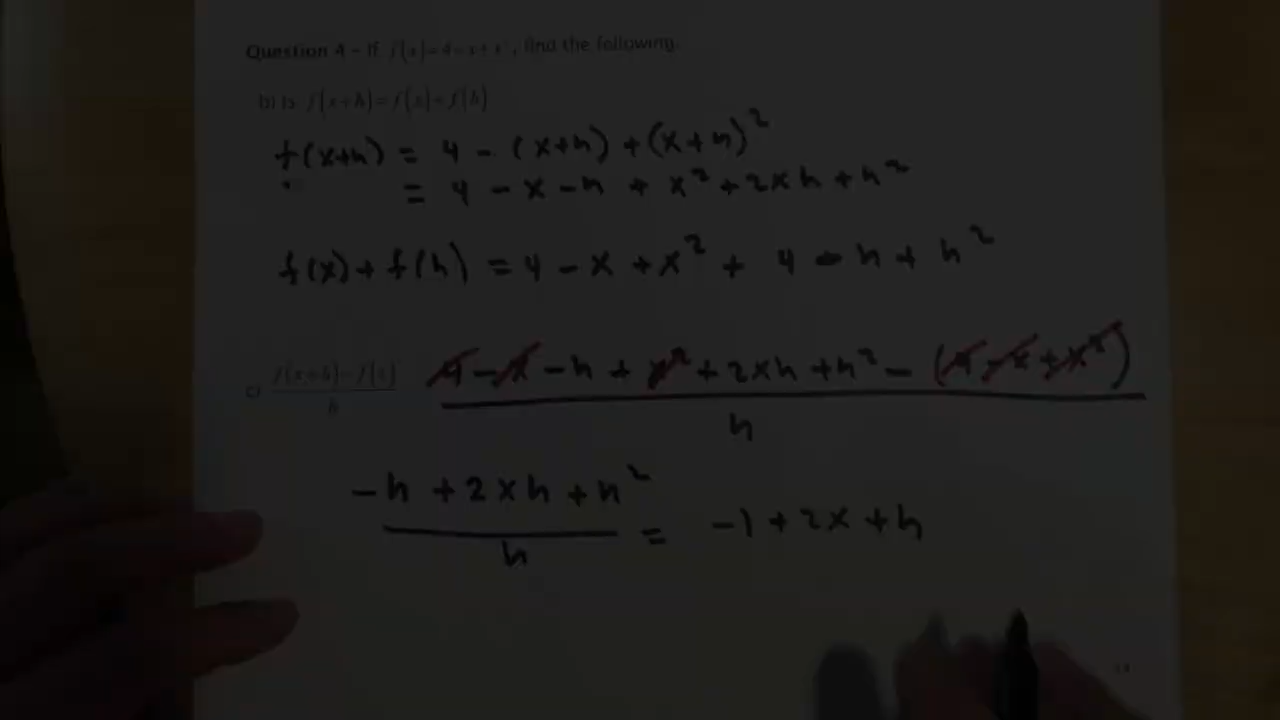 Question 4 – If f(x)=4-x+x², find the following.
b) Is f(x+h)=f(x)+f(h)
f(x+h) = 4 - (x+h) + (x+h)²
= 4 - x - h + x² + 2xh + h²
f(x) + f(h) = 4 - x + x² + 4 - h + h²
c) (f(x+h)-f(x))/h (4 - x - h + x² + 2xh + h² - (4 - x + x²))/h
(-h + 2xh + h²)/h = -1 + 2x + h